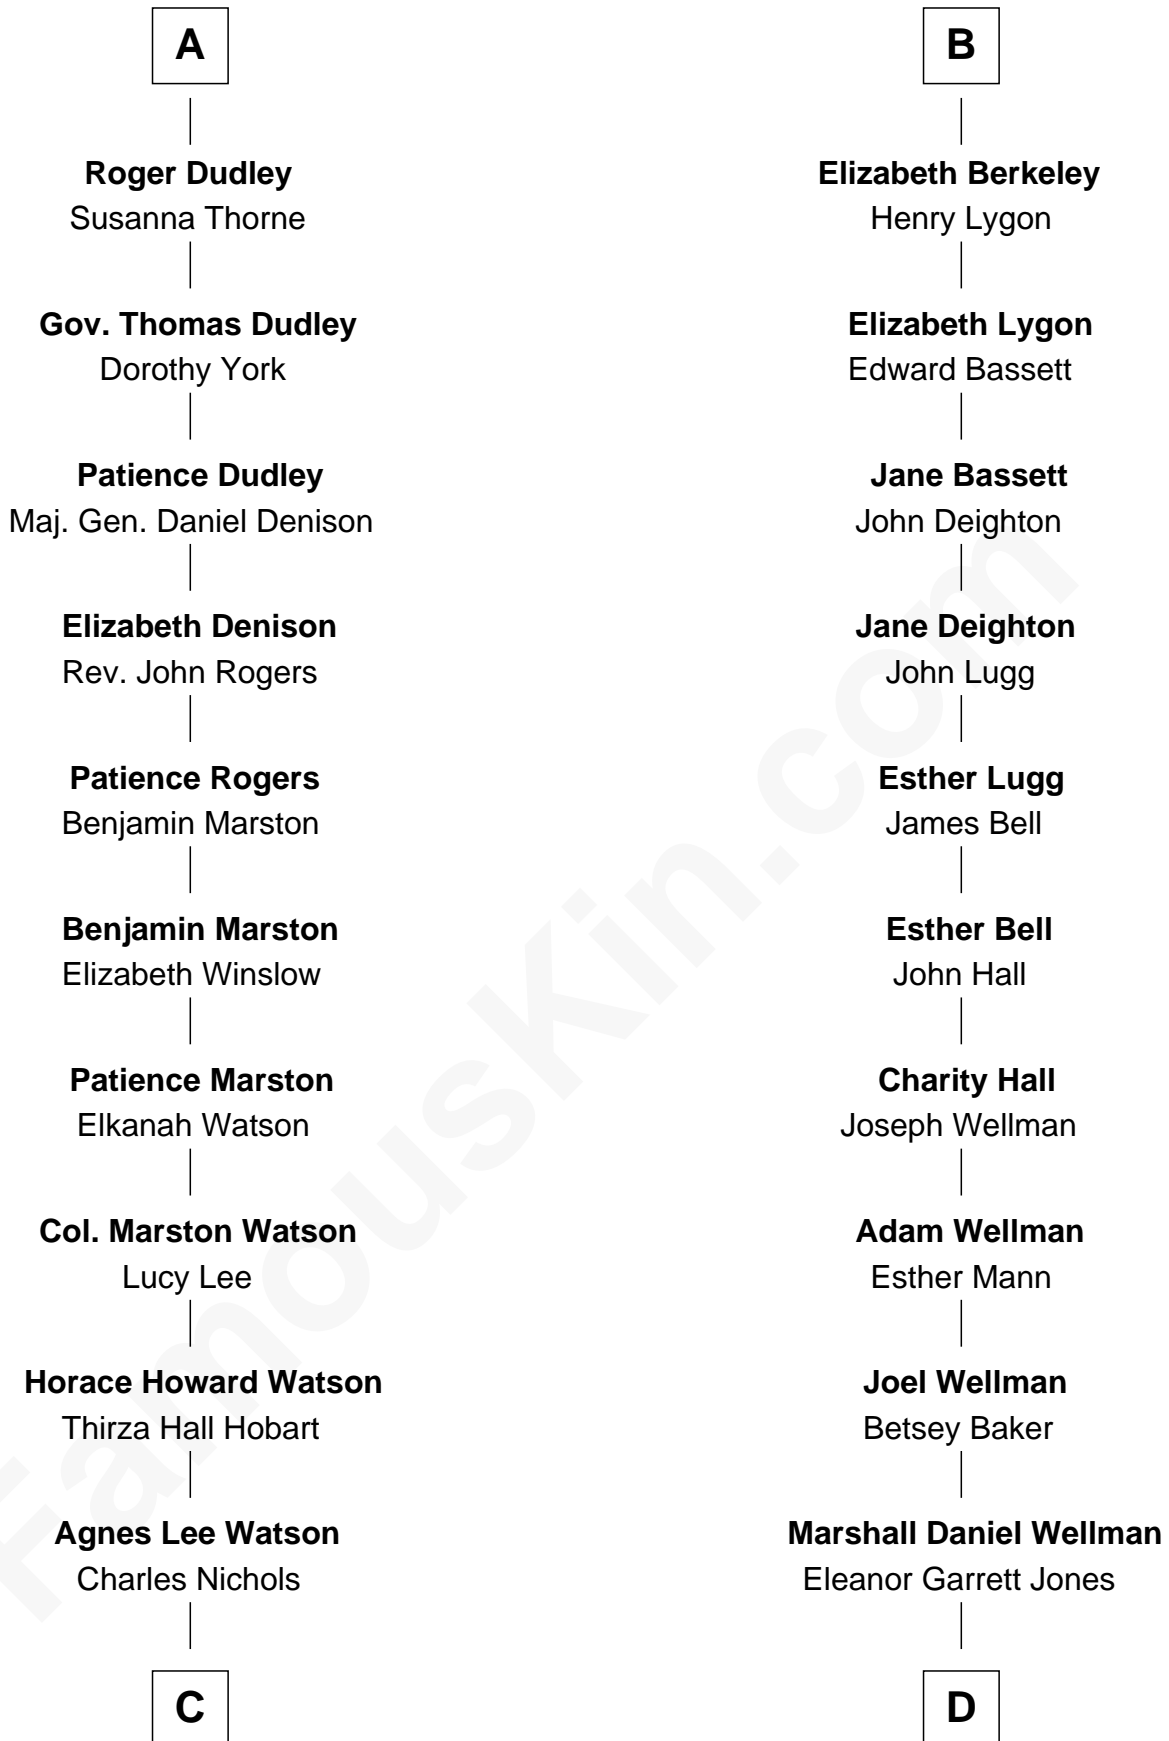 A
Roger Dudley
Susanna Thorne
Gov. Thomas Dudley
Dorothy York
Patience Dudley
Maj. Gen. Daniel Denison
Elizabeth Denison
Rev. John Rogers
Patience Rogers
Benjamin Marston
Benjamin Marston
Elizabeth Winslow
Patience Marston
Elkanah Watson
Col. Marston Watson
Lucy Lee
Horace Howard Watson
Thirza Hall Hobart
Agnes Lee Watson
Charles Nichols
C
B
Elizabeth Berkeley
Henry Lygon
Elizabeth Lygon
Edward Bassett
Jane Bassett
John Deighton
Jane Deighton
John Lugg
Esther Lugg
James Bell
Esther Bell
John Hall
Charity Hall
Joseph Wellman
Adam Wellman
Esther Mann
Joel Wellman
Betsey Baker
Marshall Daniel Wellman
Eleanor Garrett Jones
D
FamousKin.com